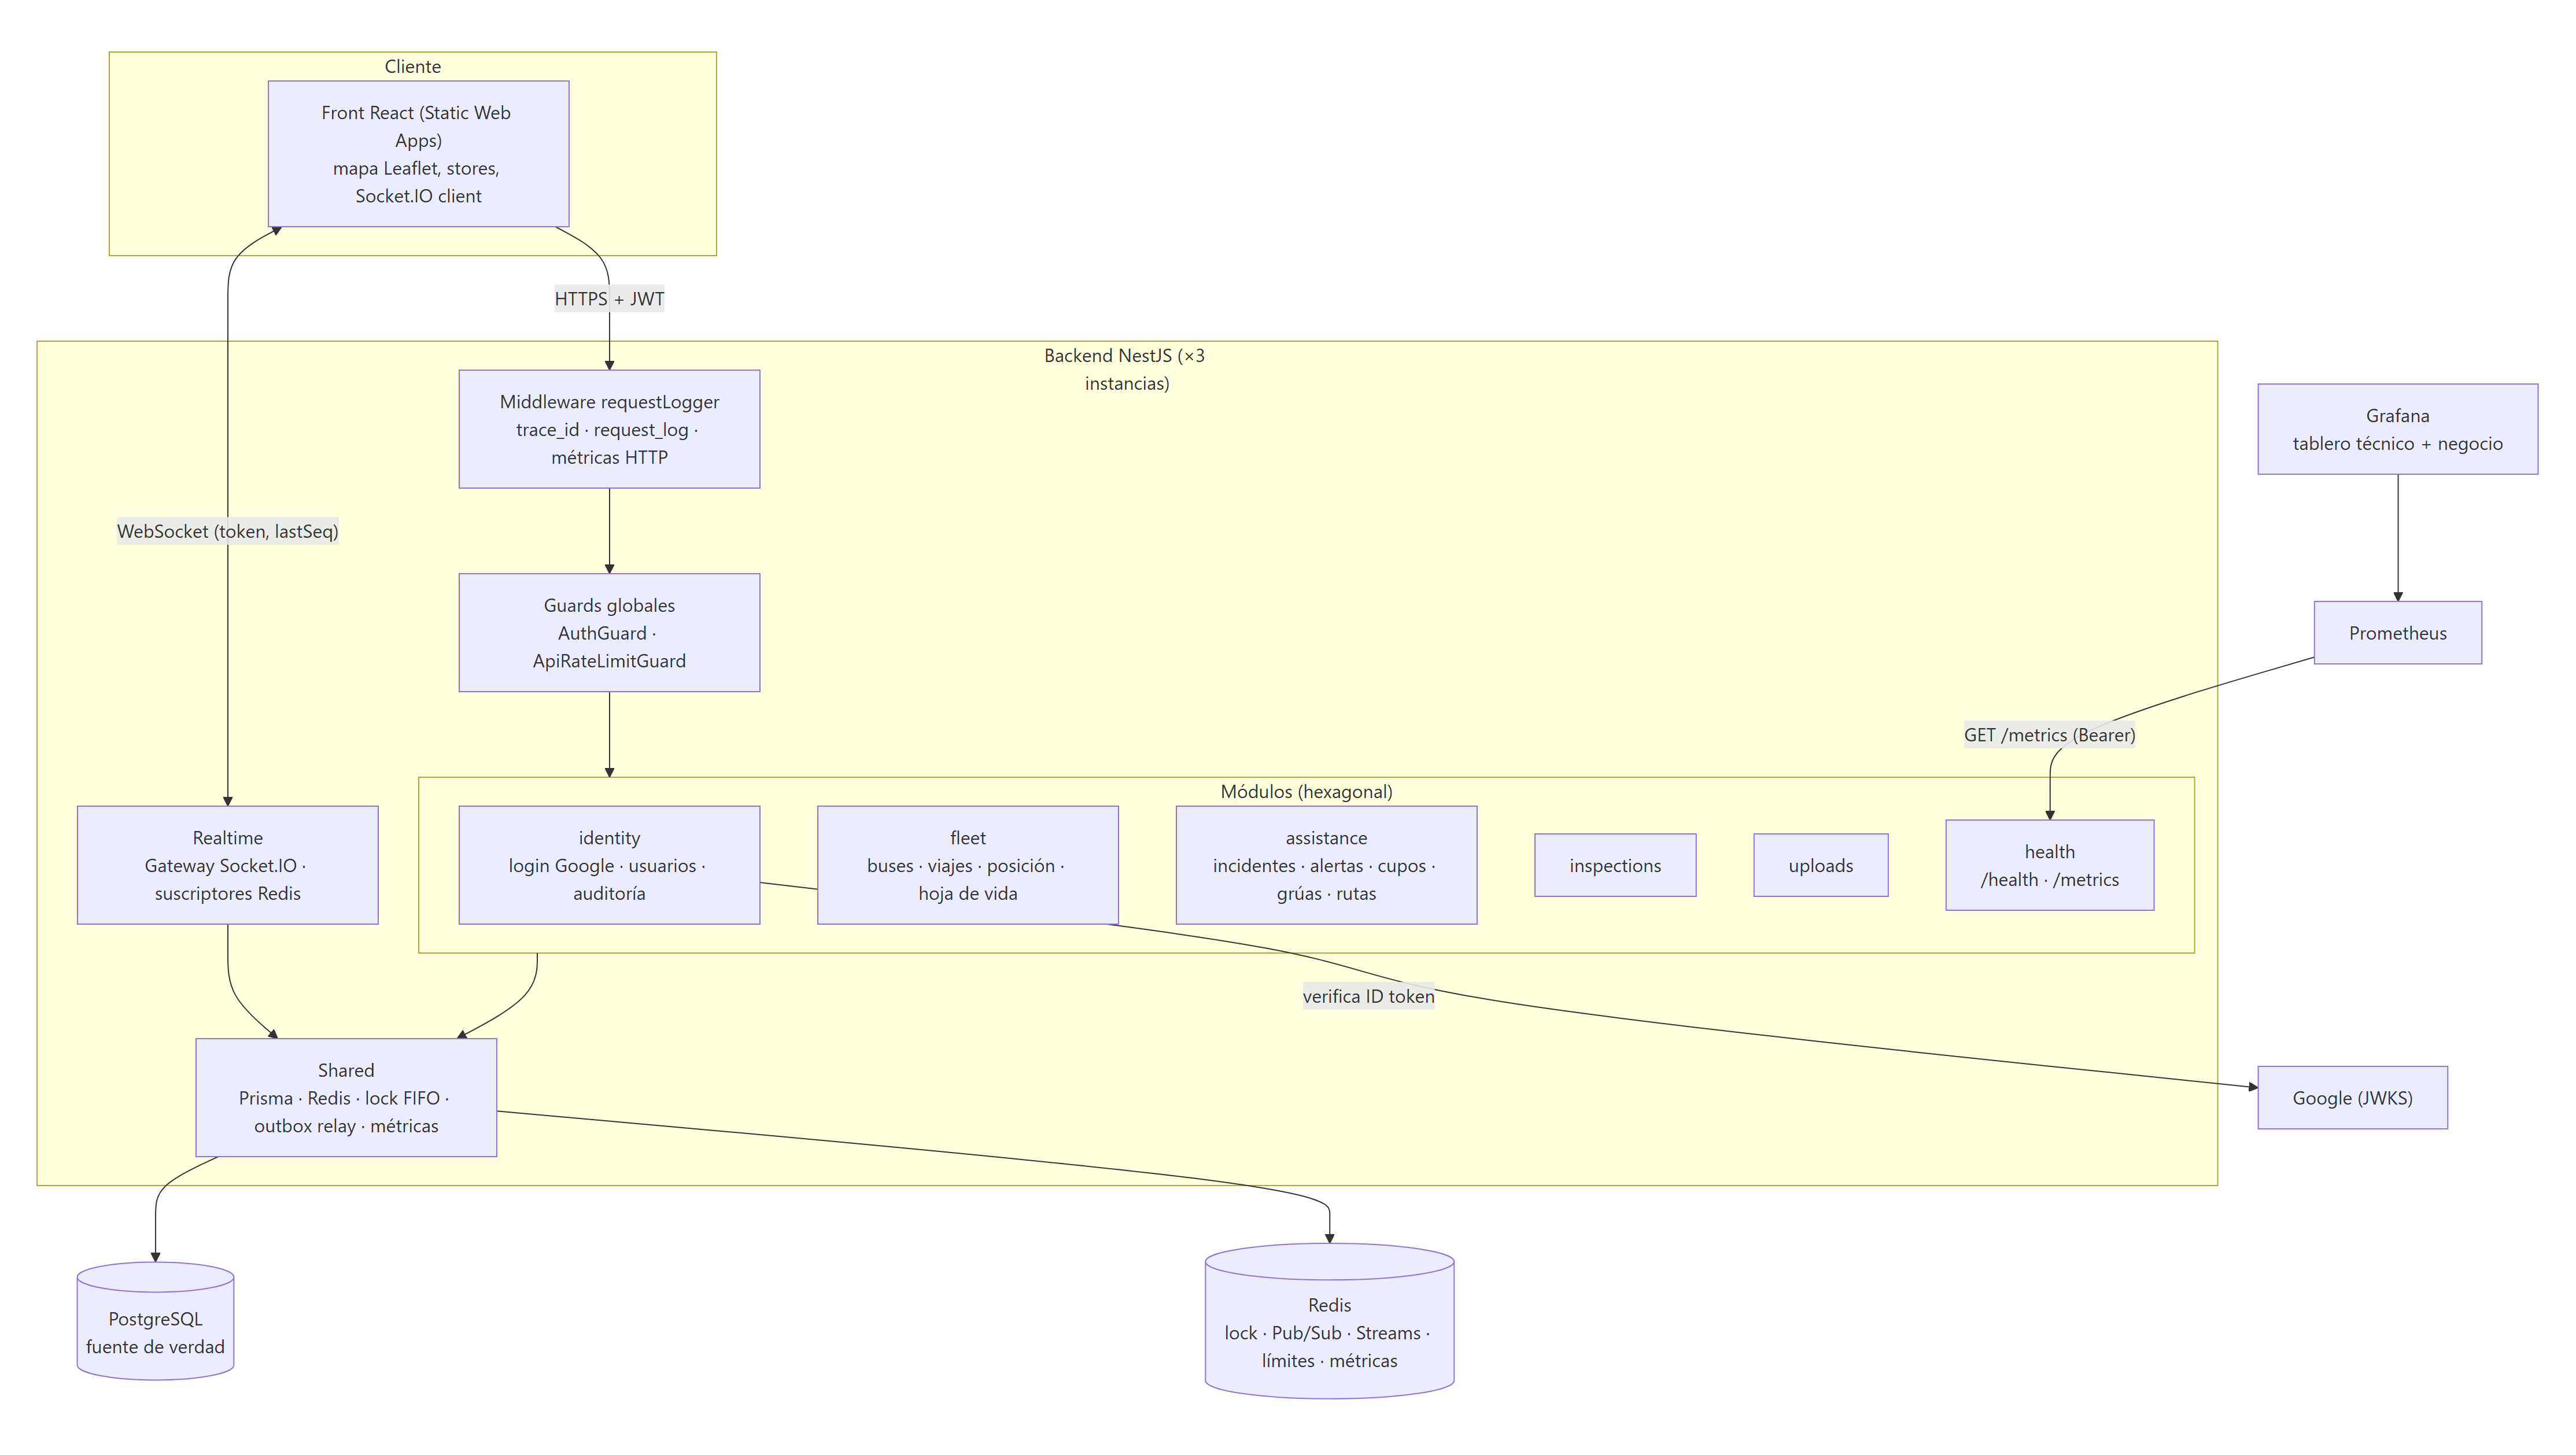 Cliente
Front React (Static Web
Apps)
mapa Leaflet, stores,
Socket.IO client
HTTPS + JWT
WebSocket (token, lastSeq)
Backend NestJS (×3
instancias)
Middleware requestLogger
trace_id · request_log ·
métricas HTTP
Guards globales
AuthGuard ·
ApiRateLimitGuard
Grafana
tablero técnico + negocio
Prometheus
GET /metrics (Bearer)
Módulos (hexagonal)
Realtime
Gateway Socket.IO ·
suscriptores Redis
identity
login Google · usuarios ·
auditoría
fleet
buses · viajes · posición ·
hoja de vida
assistance
incidentes · alertas · cupos ·
grúas · rutas
inspections
uploads
health
/health · /metrics
verifica ID token
Shared
Prisma · Redis · lock FIFO ·
outbox relay · métricas
Google (JWKS)
PostgreSQL
fuente de verdad
Redis
lock · Pub/Sub · Streams ·
límites · métricas